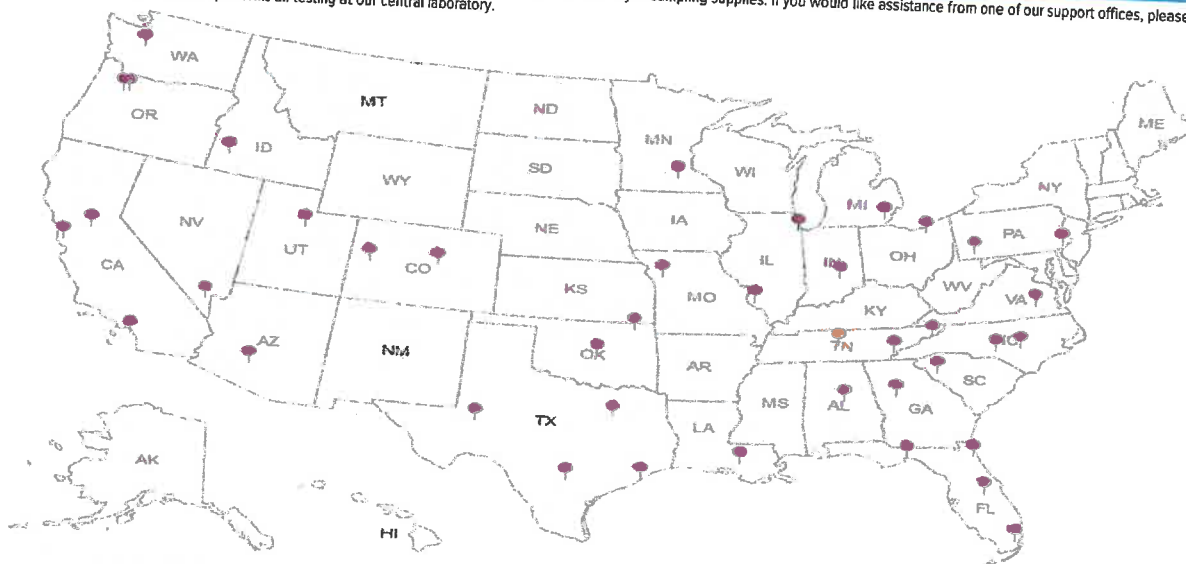 testing at our central laboratory.
sampling supplies. If you would like assistance from one of our support offices, please
WA
MT
ND
OR
MN
ME
ID
SD
WI
WY
NY
MI
NV
IA
NE
PA
UT
CO
IL
IN
OH
CA
KS
MO
WV
VA
KY
AZ
NM
OK
TN
NC
AR
SC
MS
AL
GA
TX
LA
AK
FL
HI